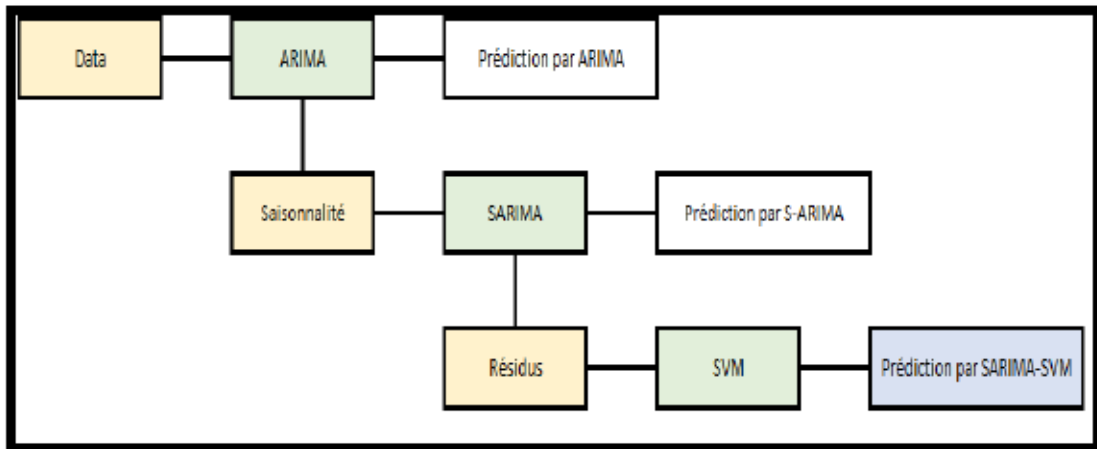 Data
ARIMA
Prédiction par ARIMA
Saisonnalité
SARIMA
Prédiction par S-ARIMA
Résidus
SVM
Prédiction par SARIMA-SVM